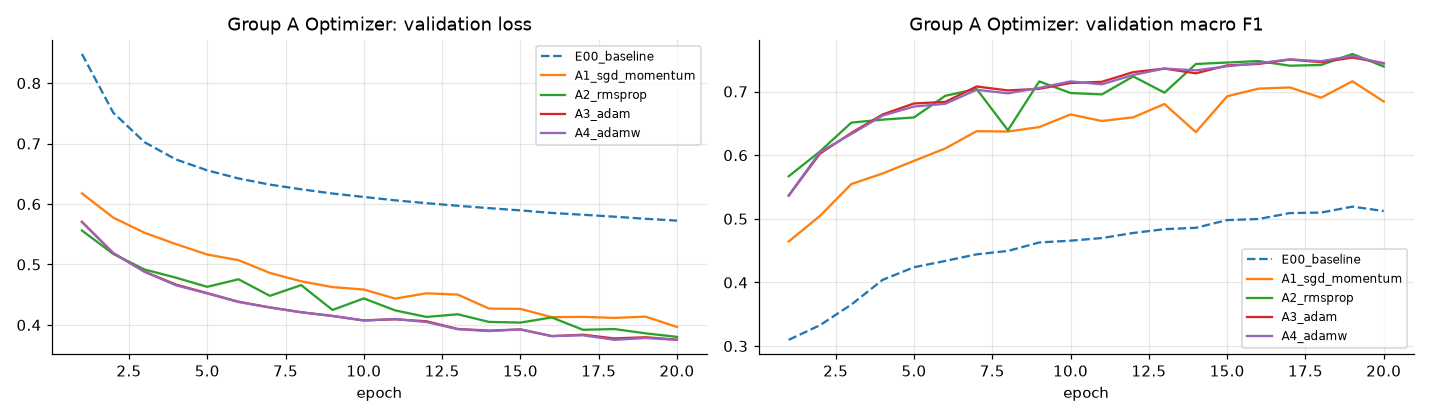 Group A Optimizer: validation loss
0.8
0.7
0.6
0.5
0.4
2.5 5.0 7.5 10.0 12.5 15.0 17.5 20.0
epoch
E00_baseline
A1_sgd_momentum
A2_rmsprop
A3_adam
A4_adamw
Group A Optimizer: validation macro F1
0.7
0.6
0.5
0.4
0.3
2.5 5.0 7.5 10.0 12.5 15.0 17.5 20.0
epoch
E00_baseline
A1_sgd_momentum
A2_rmsprop
A3_adam
A4_adamw